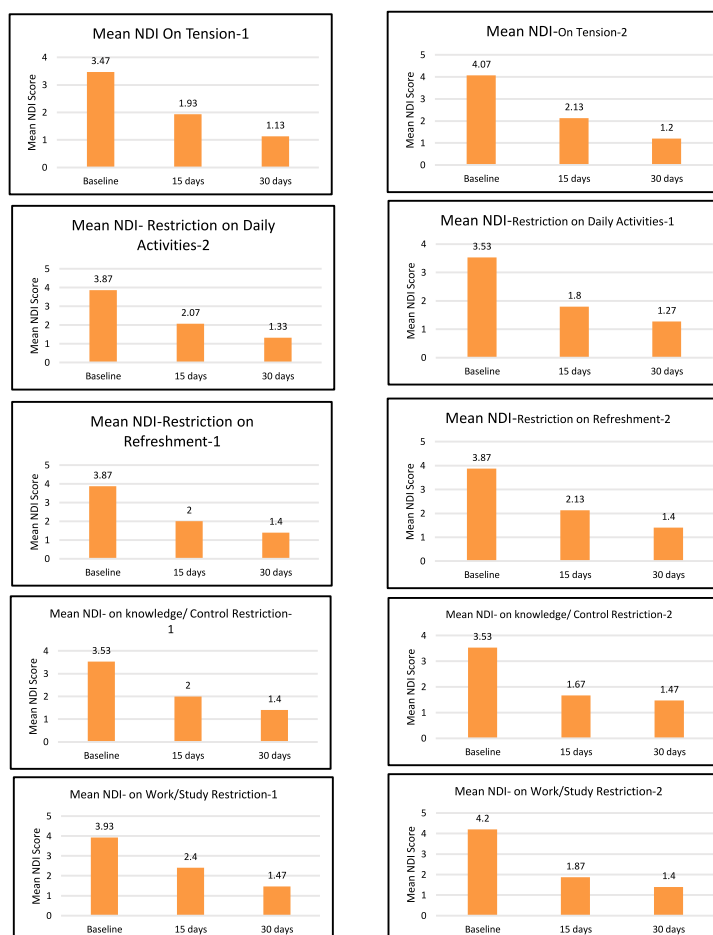 Mean NDI On Tension-1
4
3
2
1
0
Mean NDI Score
3.47
1.93
1.13
Baseline 15 days 30 days
Mean NDI-On Tension-2
5
4
3
2
1
0
Mean NDI Score
4.07
2.13
1.2
Baseline 15 days 30 days
Mean NDI- Restriction on Daily
Activities-2
5
4
3
2
1
0
Mean NDI Score
3.87
2.07
1.33
Baseline 15 days 30 days
Mean NDI-Restriction on Daily Activities-1
4
3
2
1
0
Mean NDI Score
3.53
1.8
1.27
Baseline 15 days 30 days
Mean NDI-Restriction on
Refreshment-1
5
4
3
2
1
0
Mean NDI Score
3.87
2
1.4
Baseline 15 days 30 days
Mean NDI-Restriction on Refreshment-2
5
4
3
2
1
0
Mean NDI Score
3.87
2.13
1.4
Baseline 15 days 30 days
Mean NDI- on knowledge/ Control Restriction-
1
4
3
2
1
0
Mean NDI Score
3.53
2
1.4
Baseline 15 days 30 days
Mean NDI- on knowledge/ Control Restriction-2
4
3
2
1
0
Mean NDI Score
3.53
1.67
1.47
Baseline 15 days 30 days
Mean NDI- on Work/Study Restriction-1
5
4
3
2
1
0
Mean NDI Score
3.93
2.4
1.47
Baseline 15 days 30 days
Mean NDI- on Work/Study Restriction-2
5
4
3
2
1
0
Mean NDI Score
4.2
1.87
1.4
Baseline 15 days 30 days